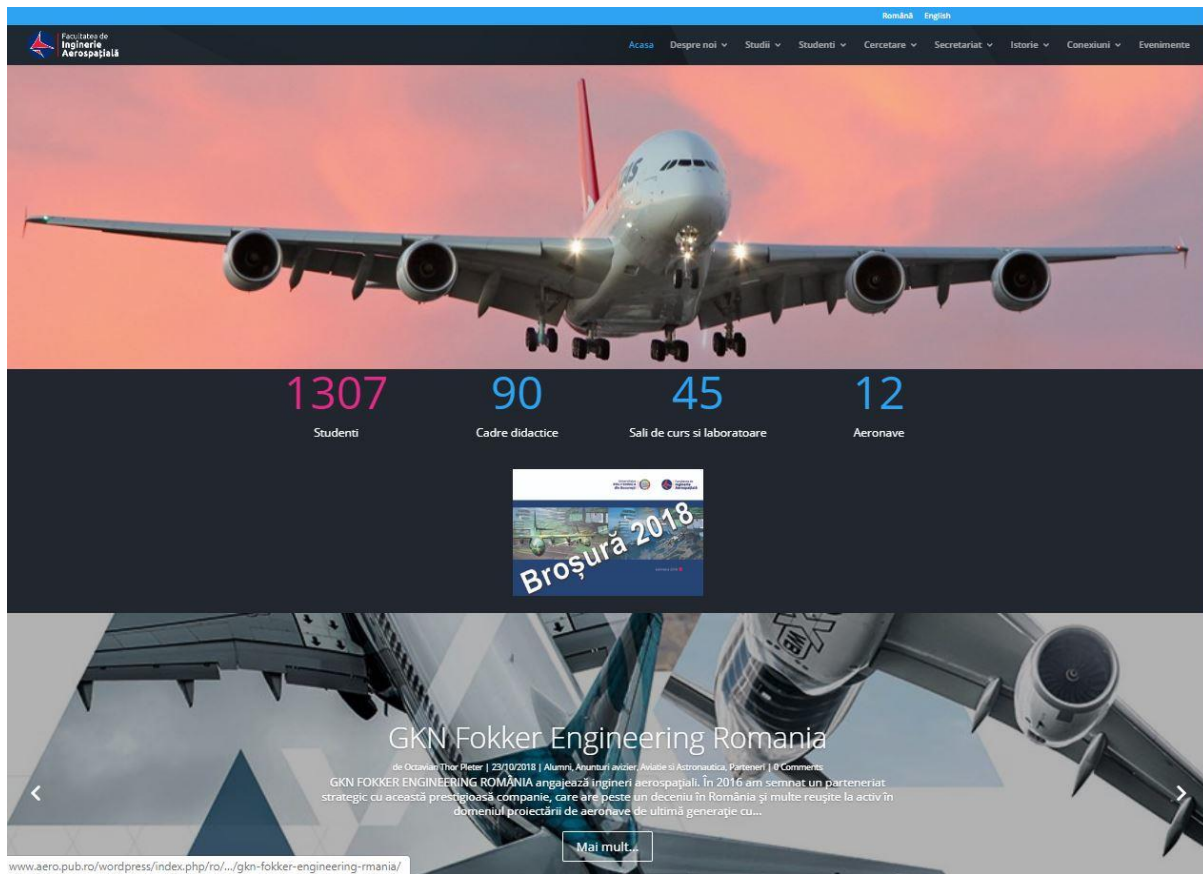 Română English
Facultatea de
Inginerie
Aerospațială
Acasa Despre noi Studii Studenti Cercetare Secretariat Istorie Conexiuni Evenimente
1307 90 45 12
Studenti Cadre didactice Sali de curs si laboratoare Aeronave
Broșură 2018
GKN Fokker Engineering Romania
de Octavian Thor Pleter | 23/10/2018 | Alumni, Anunturi avizier, Aviatie si Astronautica, Parteneri | 0 Comments
GKN FOKKER ENGINEERING ROMÂNIA angajează ingineri aerospațiali. În 2016 am semnat un parteneriat
strategic cu această prestigioasă companie, care are peste un deceniu în România și multe reușite la activ în
domeniul proiectării de aeronave de ultimă generație cu...
Mai mult...
www.aero.pub.ro/wordpress/index.php/ro/.../gkn-fokker-engineering-rmania/